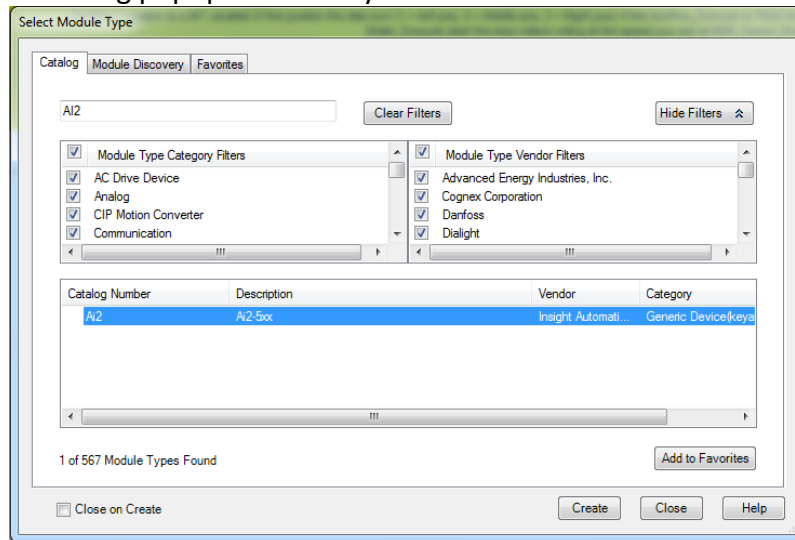 Select Module Type
Catalog Module Discovery Favorites
AI2 Clear Filters Hide Filters
Module Type Category Filters Module Type Vendor Filters
AC Drive Device Advanced Energy Industries, Inc.
Analog Cognex Corporation
CIP Motion Converter Danfoss
Communication Dialight
Catalog Number Description Vendor Category
Ai2 Ai2-5xx Insight Automati... Generic Device(keya
1 of 567 Module Types Found Add to Favorites
Close on Create Create Close Help